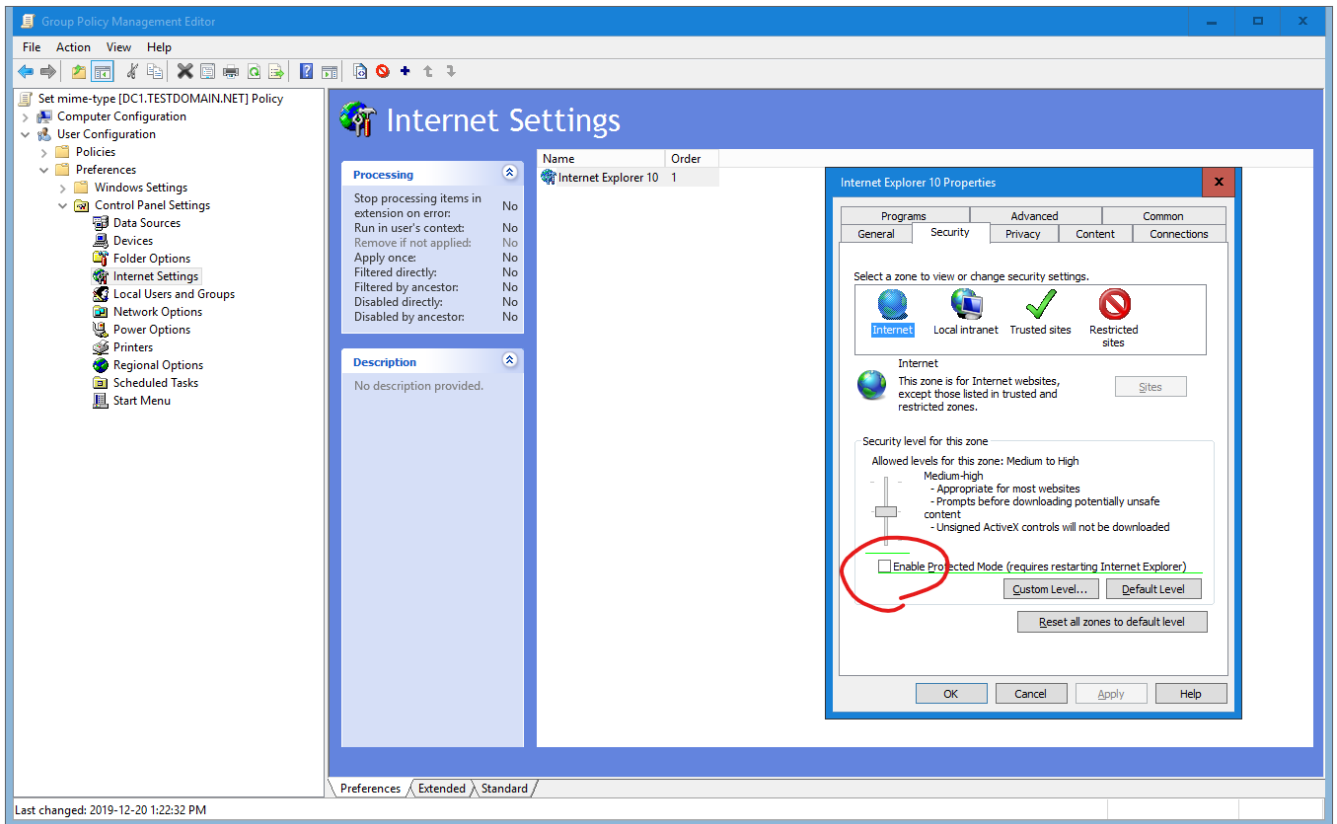 Group Policy Management Editor
File Action View Help
Set mime-type [DC1.TESTDOMAIN.NET] Policy
Computer Configuration
User Configuration
Policies
Preferences
Windows Settings
Control Panel Settings
Data Sources
Devices
Folder Options
Internet Settings
Local Users and Groups
Network Options
Power Options
Printers
Regional Options
Scheduled Tasks
Start Menu
Internet Settings
Processing
Stop processing items in extension on error: No
Run in user's context: No
Remove if not applied: No
Apply once: No
Filtered directly: No
Filtered by ancestor: No
Disabled directly: No
Disabled by ancestor: No
Description
No description provided.
Name Order
Internet Explorer 10 1
Internet Explorer 10 Properties
Programs Advanced Common
General Security Privacy Content Connections
Select a zone to view or change security settings.
Internet Local intranet Trusted sites Restricted sites
Internet
This zone is for Internet websites,
except those listed in trusted and
restricted zones.
Sites
Security level for this zone
Allowed levels for this zone: Medium to High
Medium-high
- Appropriate for most websites
- Prompts before downloading potentially unsafe
content
- Unsigned ActiveX controls will not be downloaded
Enable Protected Mode (requires restarting Internet Explorer)
Custom Level... Default Level
Reset all zones to default level
OK Cancel Apply Help
Preferences Extended Standard
Last changed: 2019-12-20 1:22:32 PM